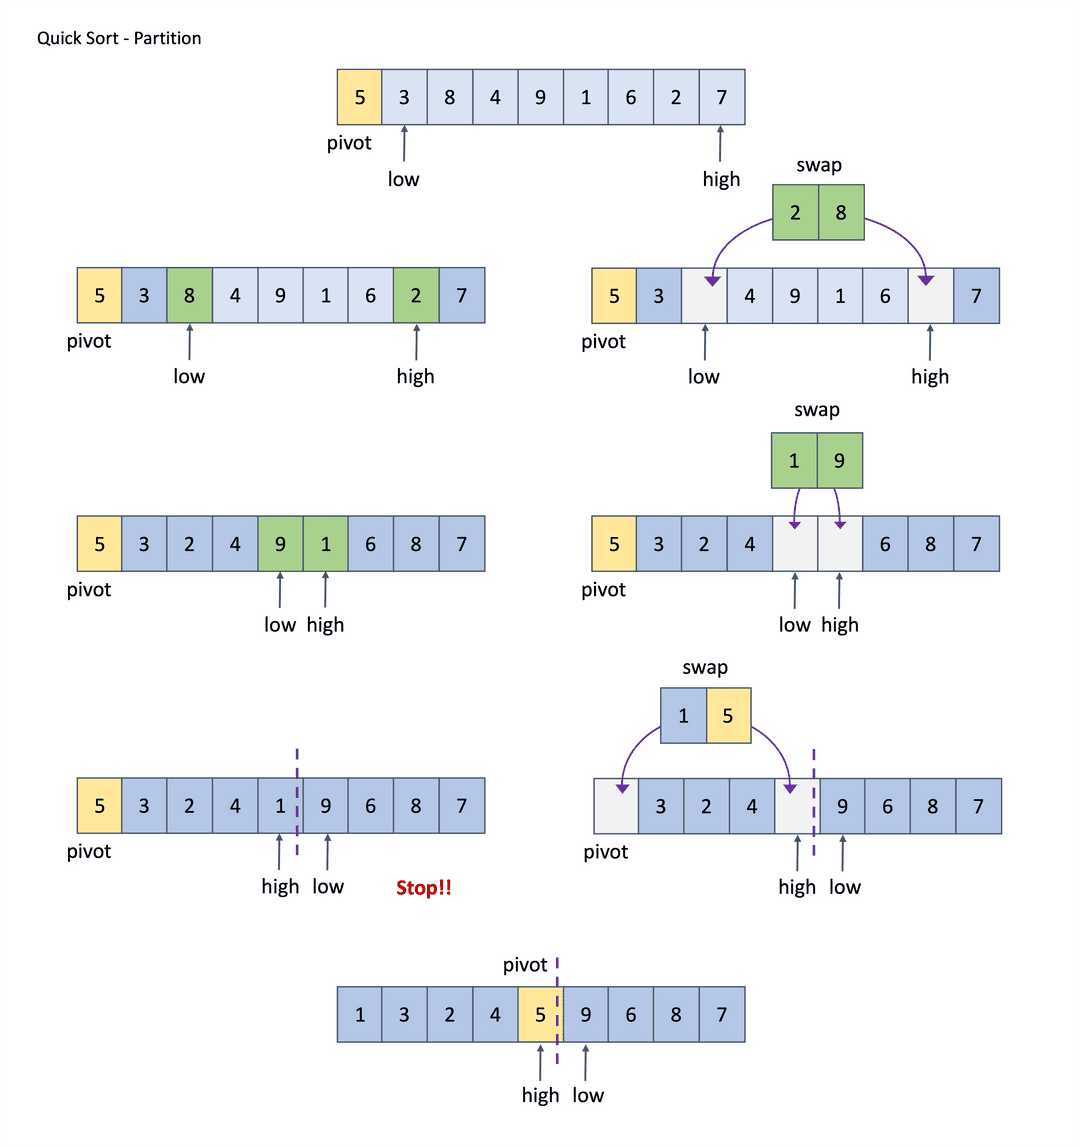 Quick Sort - Partition
5 3 8 4 9 1 6 2 7
pivot
low
high
swap
2 8
5 3 8 4 9 1 6 2 7
pivot
low
high
5 3 4 9 1 6 7
pivot
low
high
swap
1 9
5 3 2 4 9 1 6 8 7
pivot
low high
5 3 2 4 6 8 7
pivot
low high
swap
1 5
5 3 2 4 1 9 6 8 7
pivot
high low
Stop!!
3 2 4 9 6 8 7
pivot
high low
pivot
1 3 2 4 5 9 6 8 7
high low